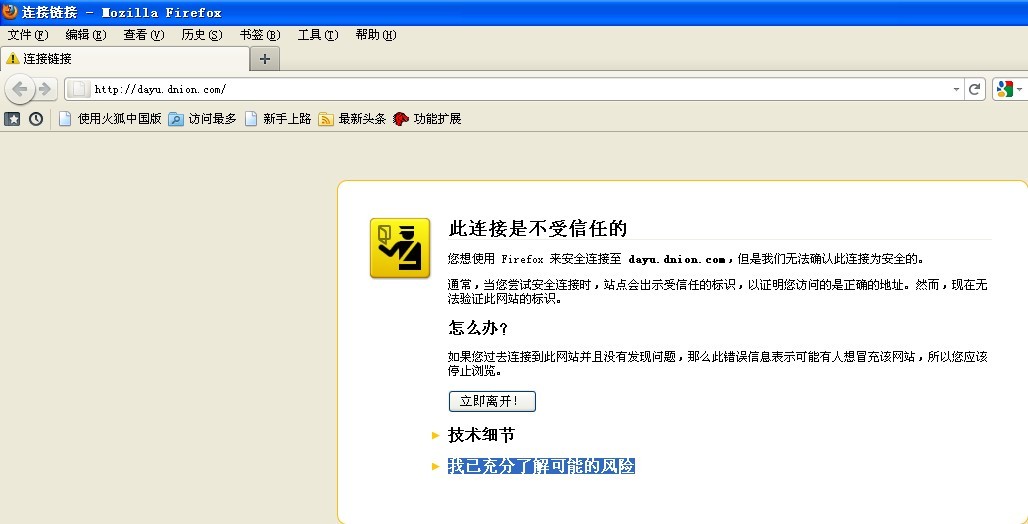 连接链接 - Mozilla Firefox
文件(F) 编辑(E) 查看(V) 历史(S) 书签(B) 工具(T) 帮助(H)
连接链接
http://dayu.dnion.com/
使用火狐中国版 访问最多 新手上路 最新头条 功能扩展
此连接是不受信任的
您想使用 Firefox 来安全连接至 dayu.dnion.com，但是我们无法确认此连接为安全的。
通常，当您尝试安全连接时，站点会出示受信任的标识，以证明您访问的是正确的地址。然而，现在无
法验证此网站的标识。
怎么办？
如果您过去连接到此网站并且没有发现问题，那么此错误信息表示可能有人想冒充该网站，所以您应该
停止浏览。
立即离开！
技术细节
我已充分了解可能的风险